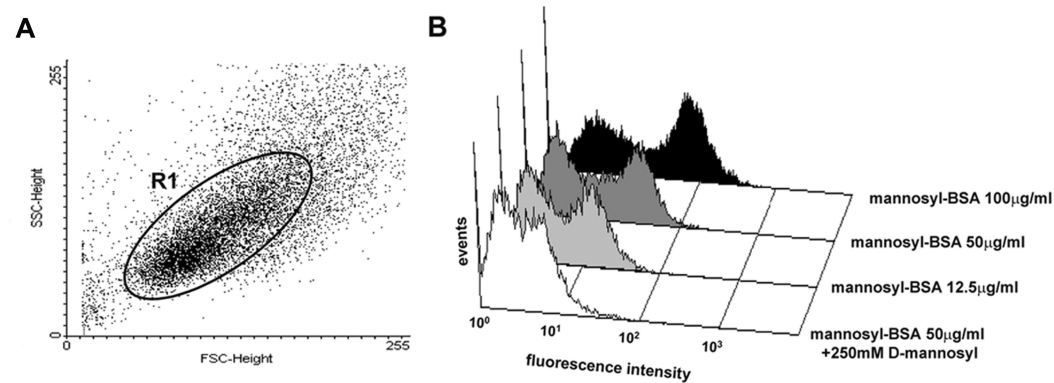 A
255
SSC-Height
R1
0
0
FSC-Height
255
B
events
mannosyl-BSA 100µg/ml
mannosyl-BSA 50µg/ml
mannosyl-BSA 12.5µg/ml
mannosyl-BSA 50µg/ml
+250mM D-mannosyl
10⁰
10¹
10²
10³
fluorescence intensity